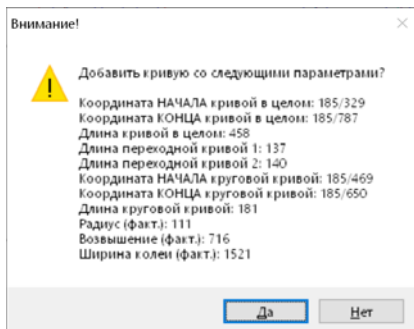 Внимание!
Добавить кривую со следующими параметрами?
Координата НАЧАЛА кривой в целом: 185/329
Координата КОНЦА кривой в целом: 185/787
Длина кривой в целом: 458
Длина переходной кривой 1: 137
Длина переходной кривой 2: 140
Координата НАЧАЛА круговой кривой: 185/469
Координата КОНЦА круговой кривой: 185/650
Длина круговой кривой: 181
Радиус (факт.): 111
Возвышение (факт.): 716
Ширина колеи (факт.): 1521
Да Нет